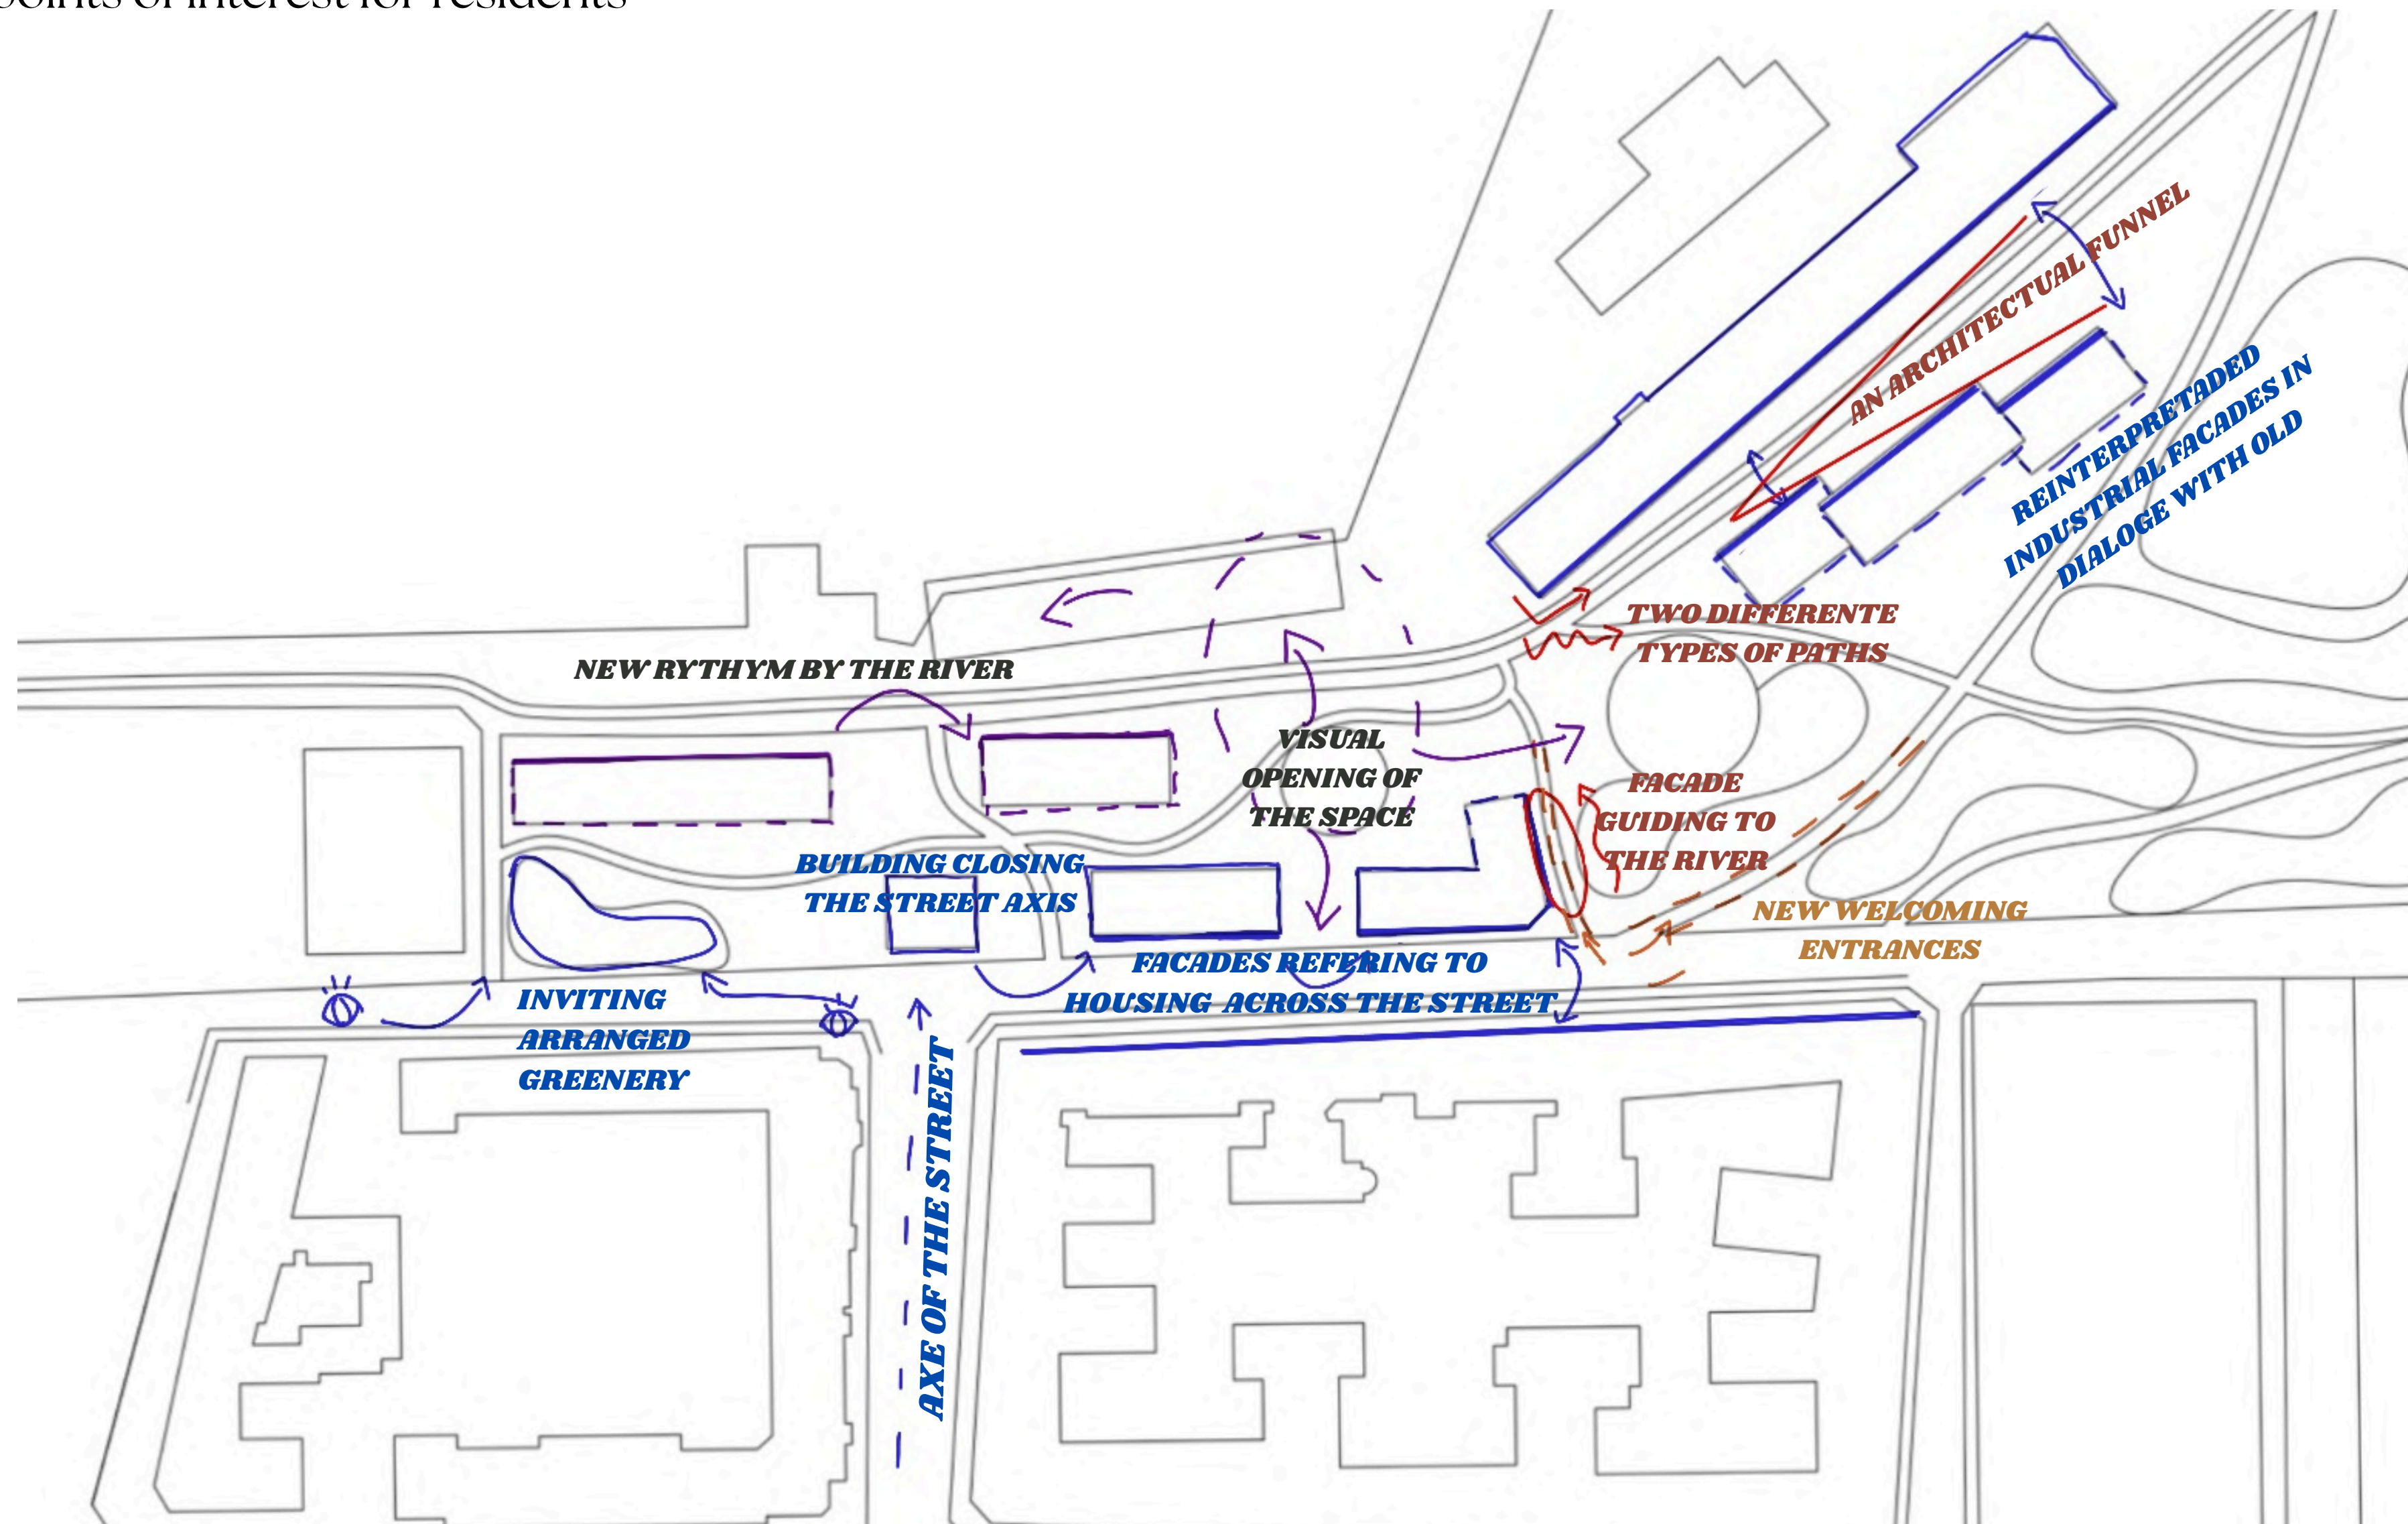 points of interest for residents
AN ARCHITECTUAL FUNNEL
REINTERPRETADED
INDUSTRIAL FACADES IN
DIALOGE WITH OLD
TWO DIFFERENTE
TYPES OF PATHS
NEW RYTHYM BY THE RIVER
VISUAL
OPENING OF
THE SPACE
FACADE
GUIDING TO
THE RIVER
BUILDING CLOSING
THE STREET AXIS
NEW WELCOMING
ENTRANCES
FACADES REFERING TO
HOUSING ACROSS THE STREET
INVITING
ARRANGED
GREENERY
AXE OF THE STREET